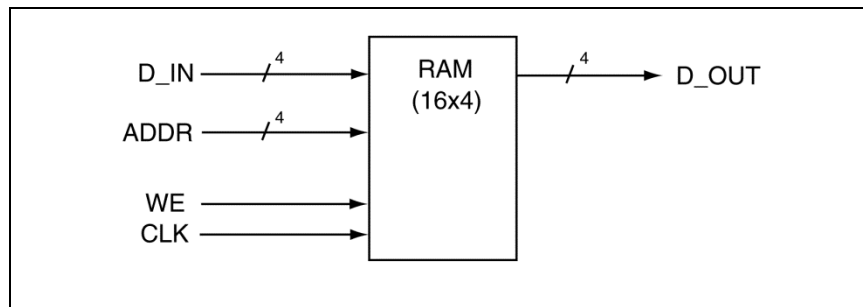 D_IN
4
RAM
(16x4)
4
D_OUT
ADDR
4
WE
CLK